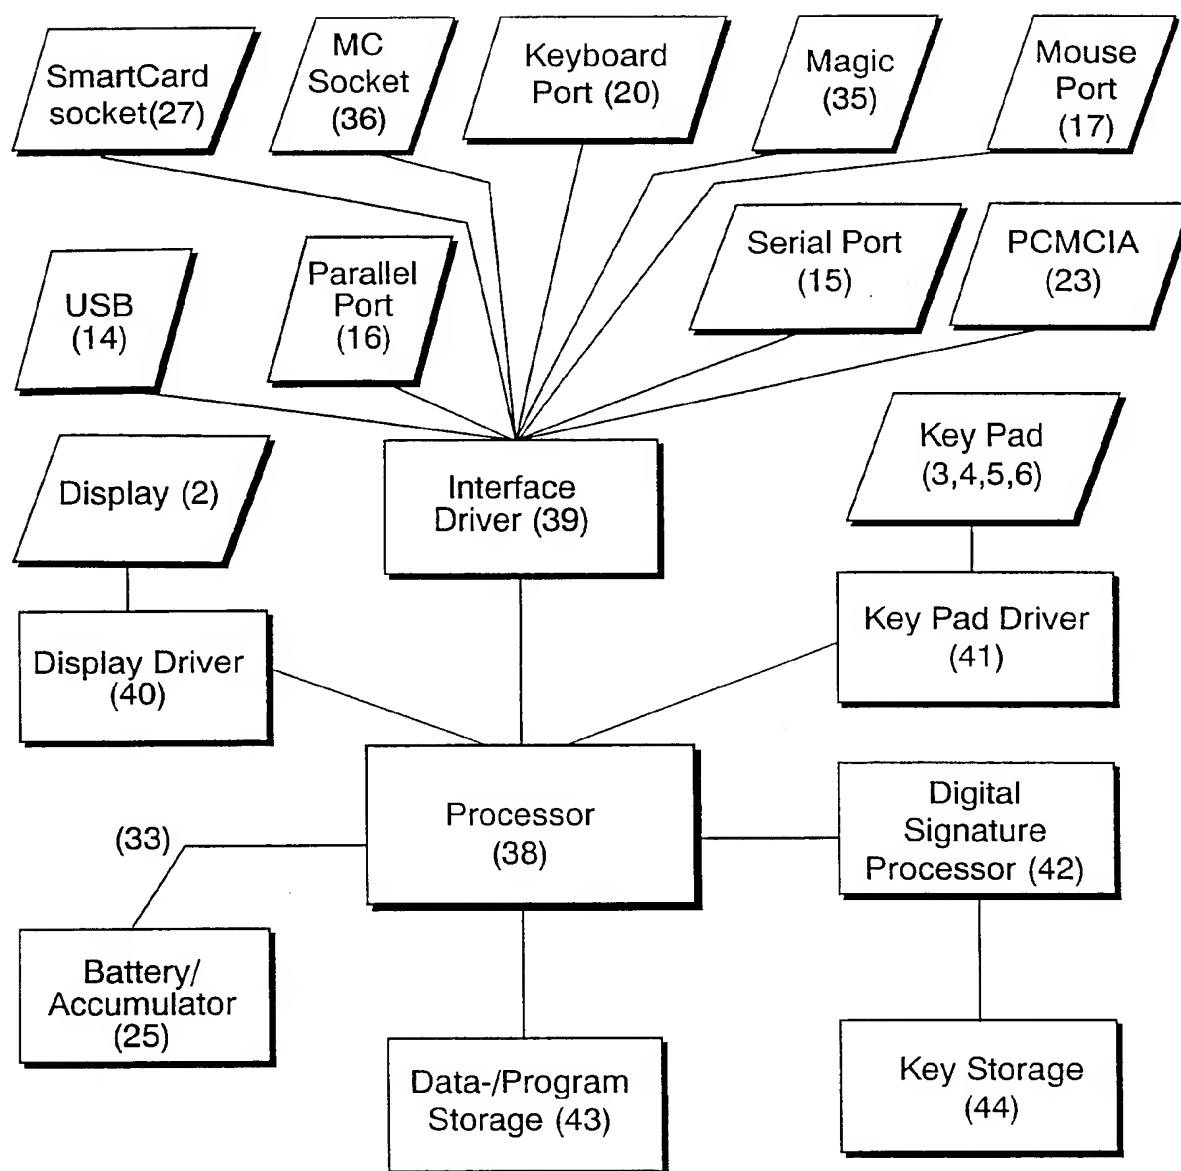 SmartCard
socket(27)
MC
Socket
(36)
Keyboard
Port (20)
Magic
(35)
Mouse
Port
(17)
USB
(14)
Parallel
Port
(16)
Serial Port
(15)
PCMCIA
(23)
Display (2)
Interface
Driver (39)
Key Pad
(3,4,5,6)
Display Driver
(40)
Key Pad Driver
(41)
Processor
(38)
Digital
Signature
Processor (42)
(33)
Battery/
Accumulator
(25)
Data-/Program
Storage (43)
Key Storage
(44)